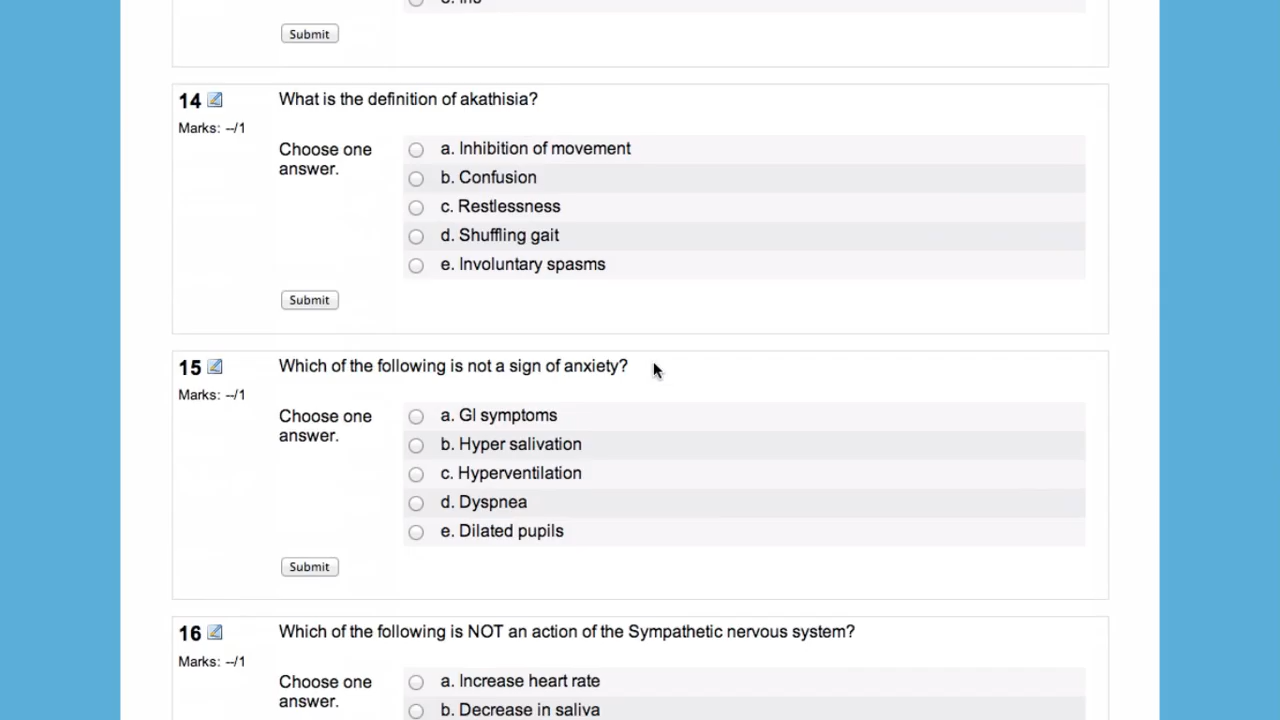 Submit
14
What is the definition of akathisia?
Marks: --/1
Choose one answer.
a. Inhibition of movement
b. Confusion
c. Restlessness
d. Shuffling gait
e. Involuntary spasms
Submit
15
Which of the following is not a sign of anxiety?
Marks: --/1
Choose one answer.
a. GI symptoms
b. Hyper salivation
c. Hyperventilation
d. Dyspnea
e. Dilated pupils
Submit
16
Which of the following is NOT an action of the Sympathetic nervous system?
Marks: --/1
Choose one answer.
a. Increase heart rate
b. Decrease in saliva